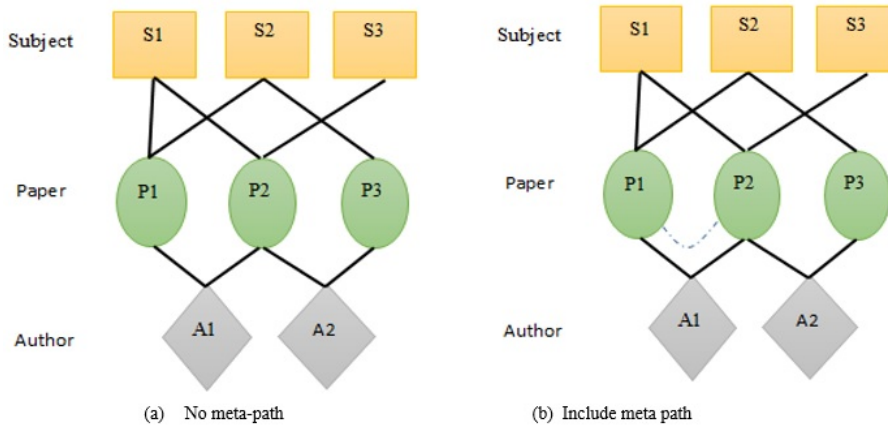 Subject S1 S2 S3
Paper P1 P2 P3
Author A1 A2
(a) No meta-path
Subject S1 S2 S3
Paper P1 P2 P3
Author A1 A2
(b) Include meta path